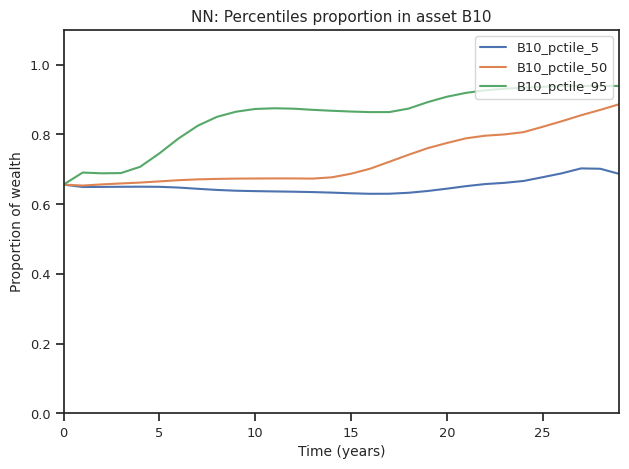 NN: Percentiles proportion in asset B10
B10_pctile_5
B10_pctile_50
B10_pctile_95
Proportion of wealth
1.0
0.8
0.6
0.4
0.2
0.0
0 5 10 15 20 25
Time (years)